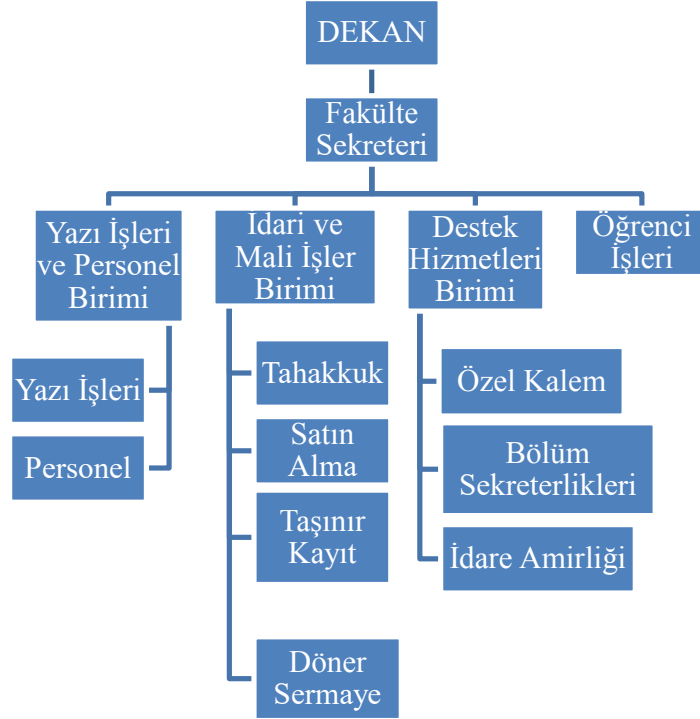 DEKAN
Fakülte
Sekreteri
Yazı İşleri
ve Personel
Birimi
Idari ve
Mali İşler
Birimi
Destek
Hizmetleri
Birimi
Öğrenci
İşleri
Yazı İşleri
Personel
Tahakkuk
Satın
Alma
Taşınır
Kayıt
Döner
Sermaye
Özel Kalem
Bölüm
Sekreterlikleri
İdare Amirliği